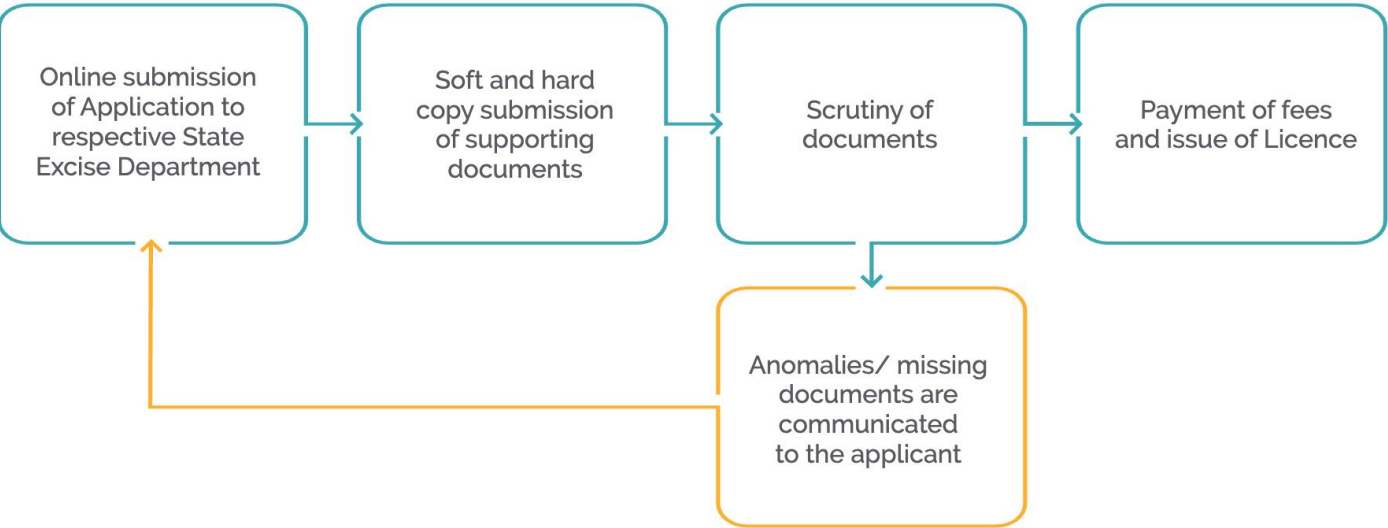 Online submission
of Application to
respective State
Excise Department
Soft and hard
copy submission
of supporting
documents
Scrutiny of
documents
Payment of fees
and issue of Licence
Anomalies/ missing
documents are
communicated
to the applicant